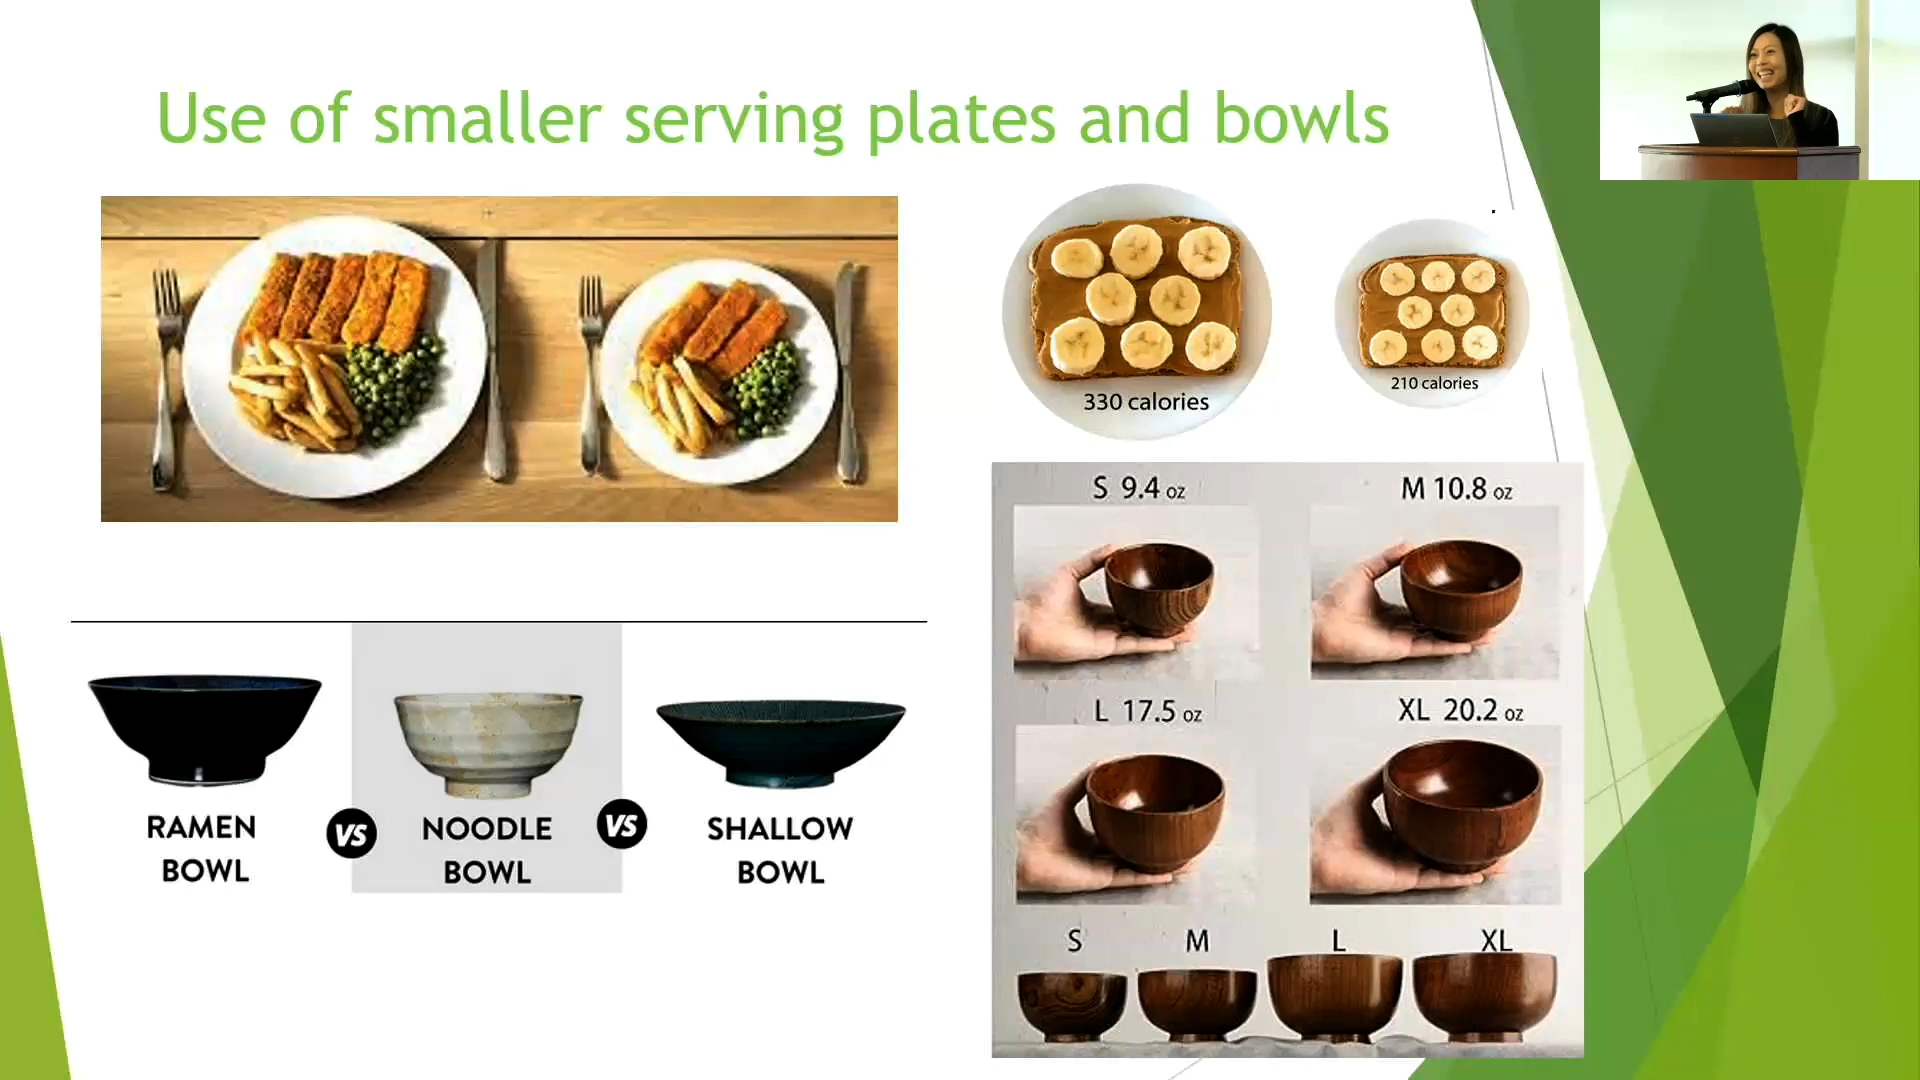 Use of smaller serving plates and bowls
330 calories
210 calories
S 9.4 oz
M 10.8 oz
L 17.5 oz
XL 20.2 oz
S
M
L
XL
RAMEN
BOWL
VS
NOODLE
BOWL
VS
SHALLOW
BOWL